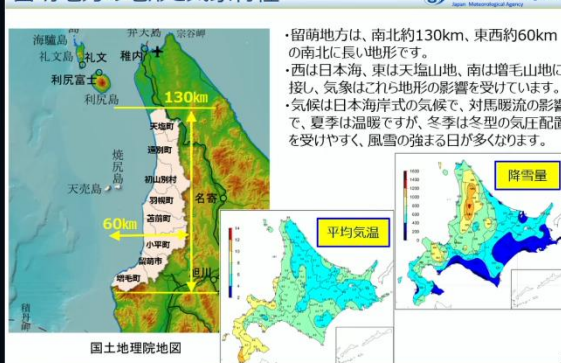 Japan Meteorological Agency
・留萌地方は、南北約130km、東西約60km
の南北に長い地形です。
・西は日本海、東は天塩山地、南は増毛山地に
接し、気象はこれら地形の影響を受けています。
・気候は日本海岸式の気候で、対馬暖流の影響
で、夏季は温暖ですが、冬季は冬型の気圧配置
を受けやすく、風雪の強まる日が多くなります。
海驢島
弁天島
宗谷岬
礼文島
礼文
稚内
利尻富士
利尻島
130km
天塩町
遠別町
焼尻島
初山別村
天売島
羽幌町
名寄
苫前町
60km
小平町
留萌市
旭川
増毛町
積丹岬
国土地理院地図
平均気温
降雪量